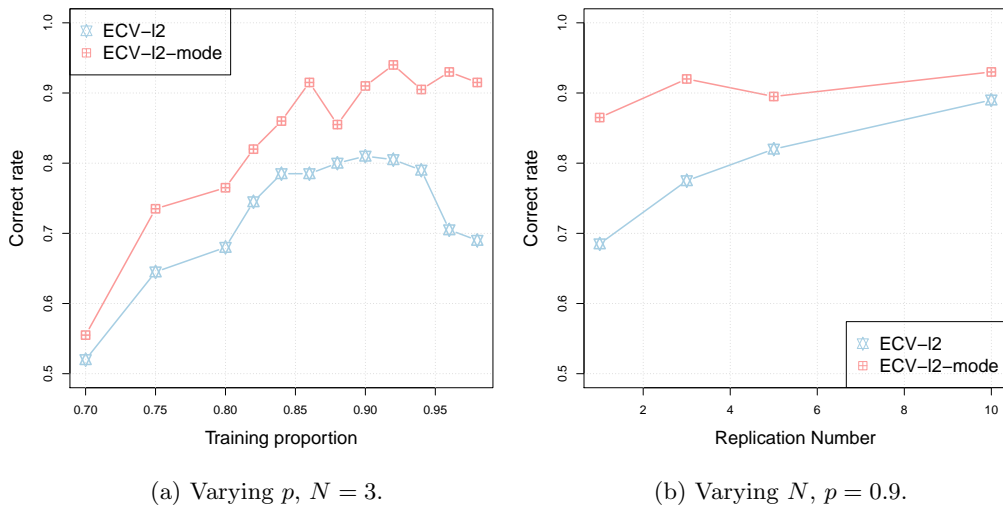 1.0
0.9
0.8
0.7
0.6
0.5
Correct rate
ECV−l2
ECV−l2−mode
0.70 0.75 0.80 0.85 0.90 0.95
Training proportion
(a) Varying p, N = 3.
1.0
0.9
0.8
0.7
0.6
0.5
Correct rate
ECV−l2
ECV−l2−mode
2 4 6 8 10
Replication Number
(b) Varying N, p = 0.9.